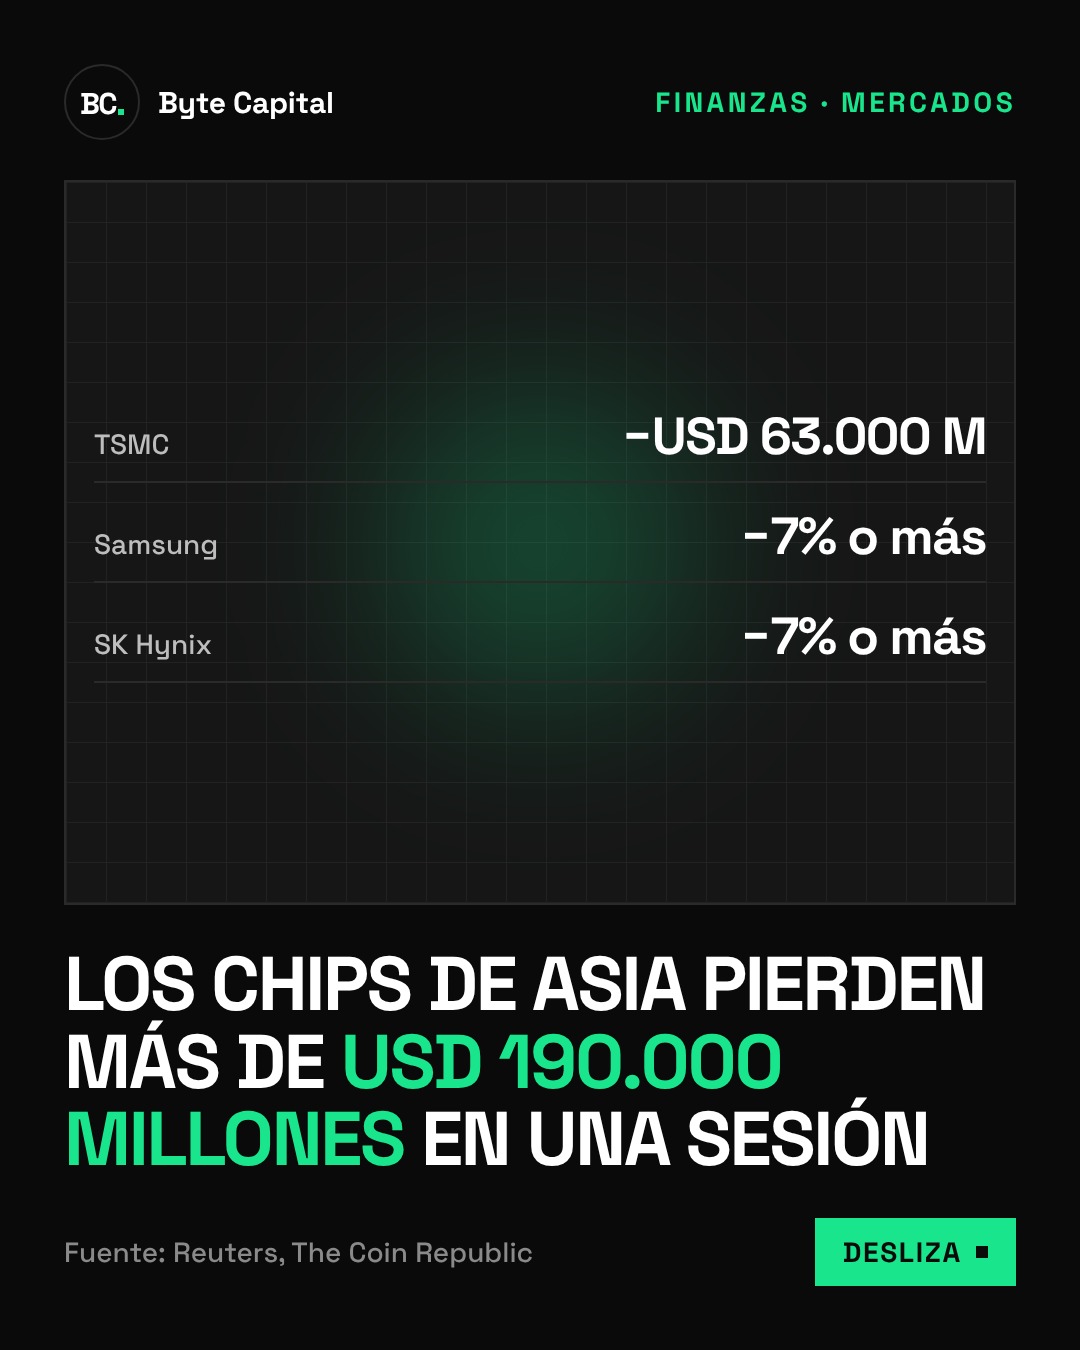 BC.
Byte Capital
FINANZAS · MERCADOS
TSMC
−USD 63.000 M
Samsung
−7% o más
SK Hynix
−7% o más
LOS CHIPS DE ASIA PIERDEN
MÁS DE USD 190.000
MILLONES EN UNA SESIÓN
Fuente: Reuters, The Coin Republic
DESLIZA